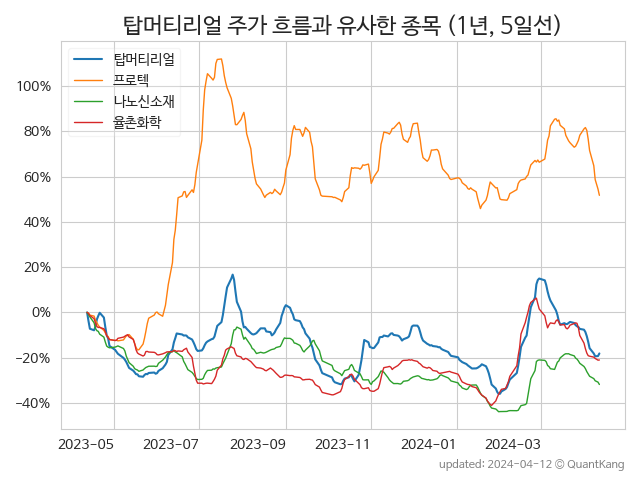 탑머티리얼 주가 흐름과 유사한 종목 (1년, 5일선)
탑머티리얼
프로텍
나노신소재
율촌화학
100%
80%
60%
40%
20%
0%
−20%
−40%
2023-05 2023-07 2023-09 2023-11 2024-01 2024-03
updated: 2024-04-12 © QuantKang